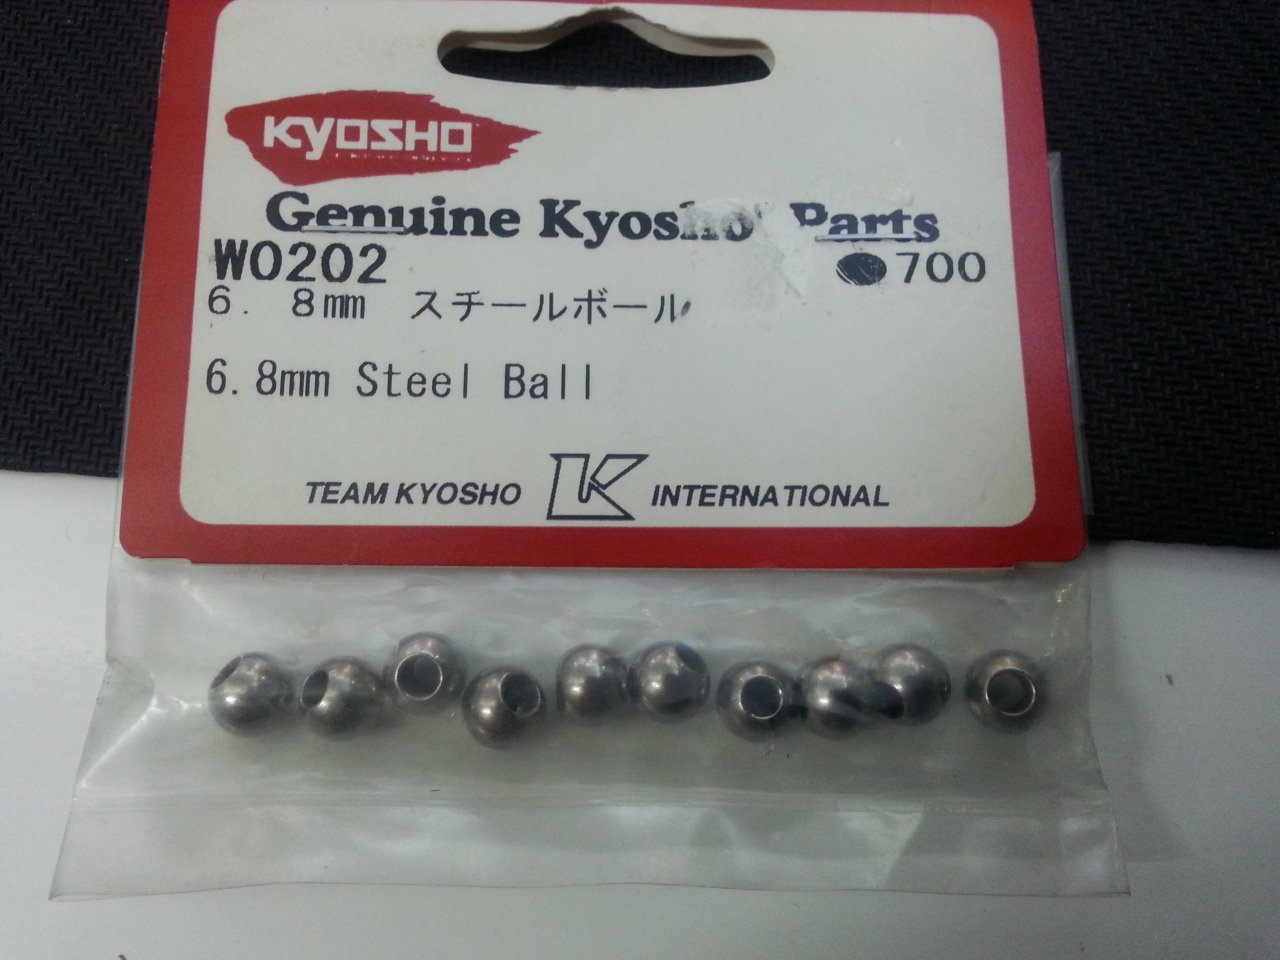 KYOSHO
Genuine Kyosho Parts
W0202 ●700
6. 8mm スチールボール
6.8mm Steel Ball
TEAM KYOSHO K INTERNATIONAL